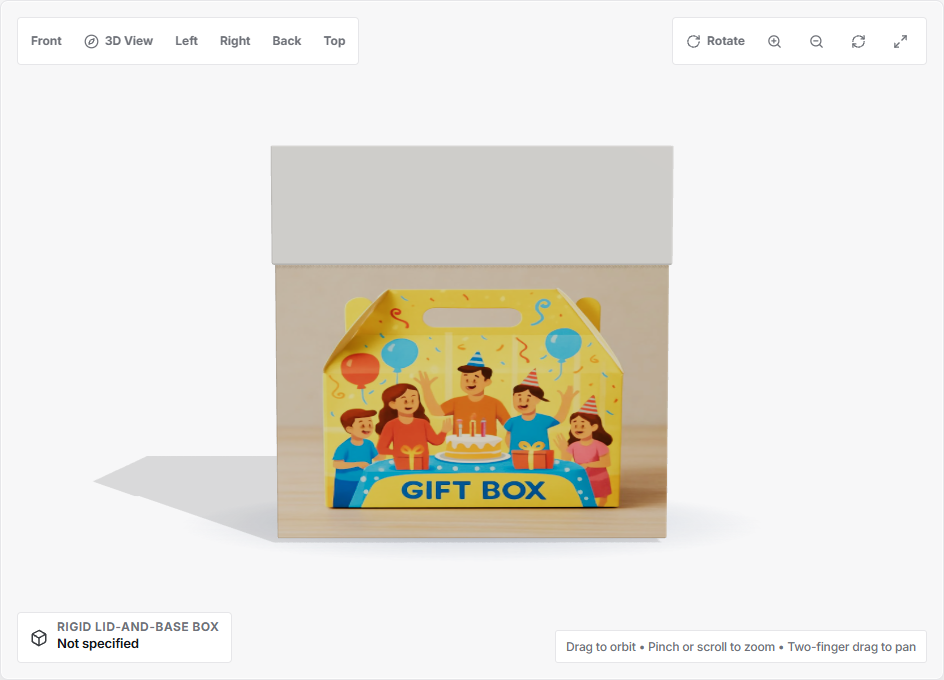 Front
3D View
Left
Right
Back
Top
Rotate
GIFT BOX
RIGID LID-AND-BASE BOX
Not specified
Drag to orbit • Pinch or scroll to zoom • Two-finger drag to pan